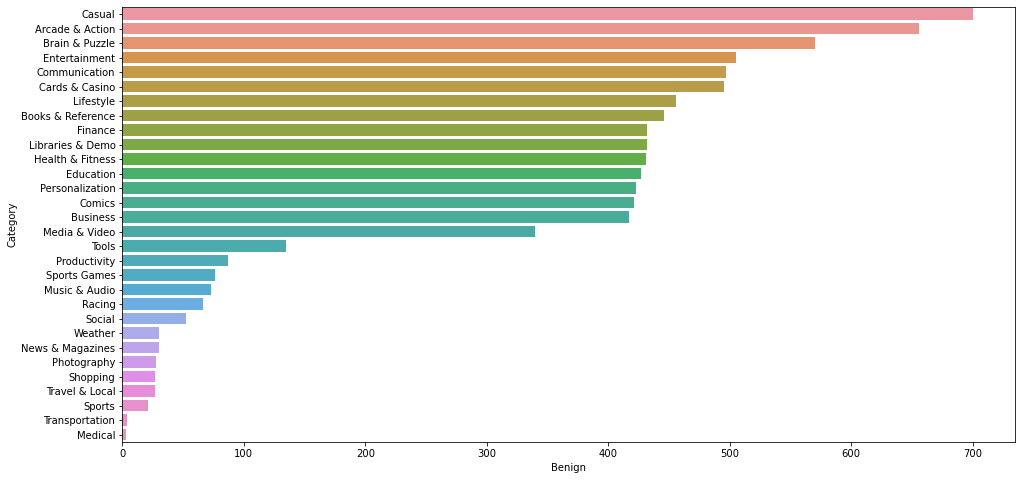 Category
Casual
Arcade & Action
Brain & Puzzle
Entertainment
Communication
Cards & Casino
Lifestyle
Books & Reference
Finance
Libraries & Demo
Health & Fitness
Education
Personalization
Comics
Business
Media & Video
Tools
Productivity
Sports Games
Music & Audio
Racing
Social
Weather
News & Magazines
Photography
Shopping
Travel & Local
Sports
Transportation
Medical
0 100 200 300 400 500 600 700
Benign